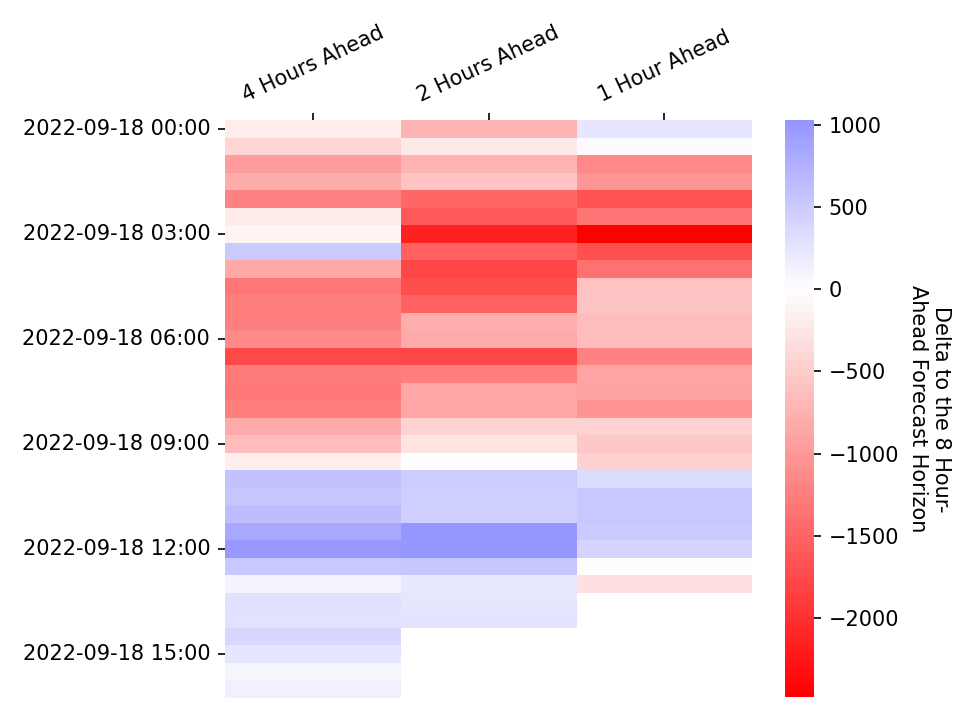 4 Hours Ahead
2 Hours Ahead
1 Hour Ahead
2022-09-18 00:00
2022-09-18 03:00
2022-09-18 06:00
2022-09-18 09:00
2022-09-18 12:00
2022-09-18 15:00
1000
500
0
−500
−1000
−1500
−2000
Delta to the 8 Hour-
Ahead Forecast Horizon